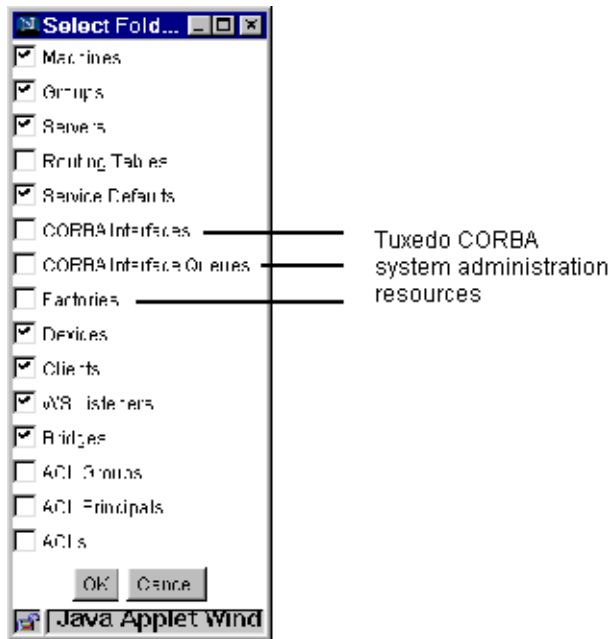 Select Fold...
Machines
Groups
Servers
Routing Tables
Service Defaults
CORBA Interfaces
CORBA Interface Queues
Factories
Tuxedo CORBA
system administration
resources
Devices
Clients
WS Listeners
Bridges
ACL Groups
ACL Principals
ACLs
OK
Cancel
Java Applet Wind